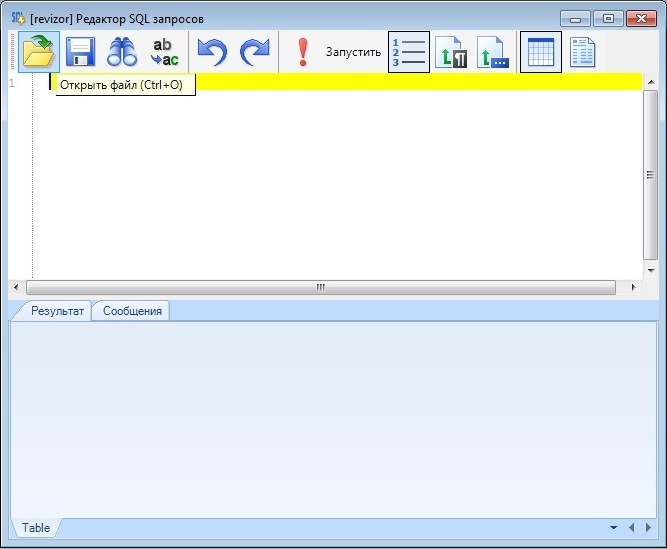 [revizor] Редактор SQL запросов
ab
ac
Запустить
1
2
3
1
Открыть файл (Ctrl+O)
Результат
Сообщения
Table